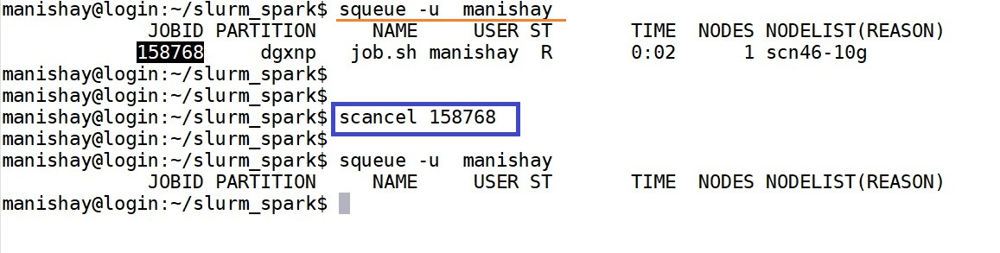 manishay@login:~/slurm_spark$ squeue -u  manishay
             JOBID PARTITION     NAME     USER ST       TIME  NODES NODELIST(REASON)
            158768     dgxnp   job.sh manishay  R       0:02      1 scn46-10g
manishay@login:~/slurm_spark$
manishay@login:~/slurm_spark$
manishay@login:~/slurm_spark$ scancel 158768
manishay@login:~/slurm_spark$
manishay@login:~/slurm_spark$ squeue -u  manishay
             JOBID PARTITION     NAME     USER ST       TIME  NODES NODELIST(REASON)
manishay@login:~/slurm_spark$